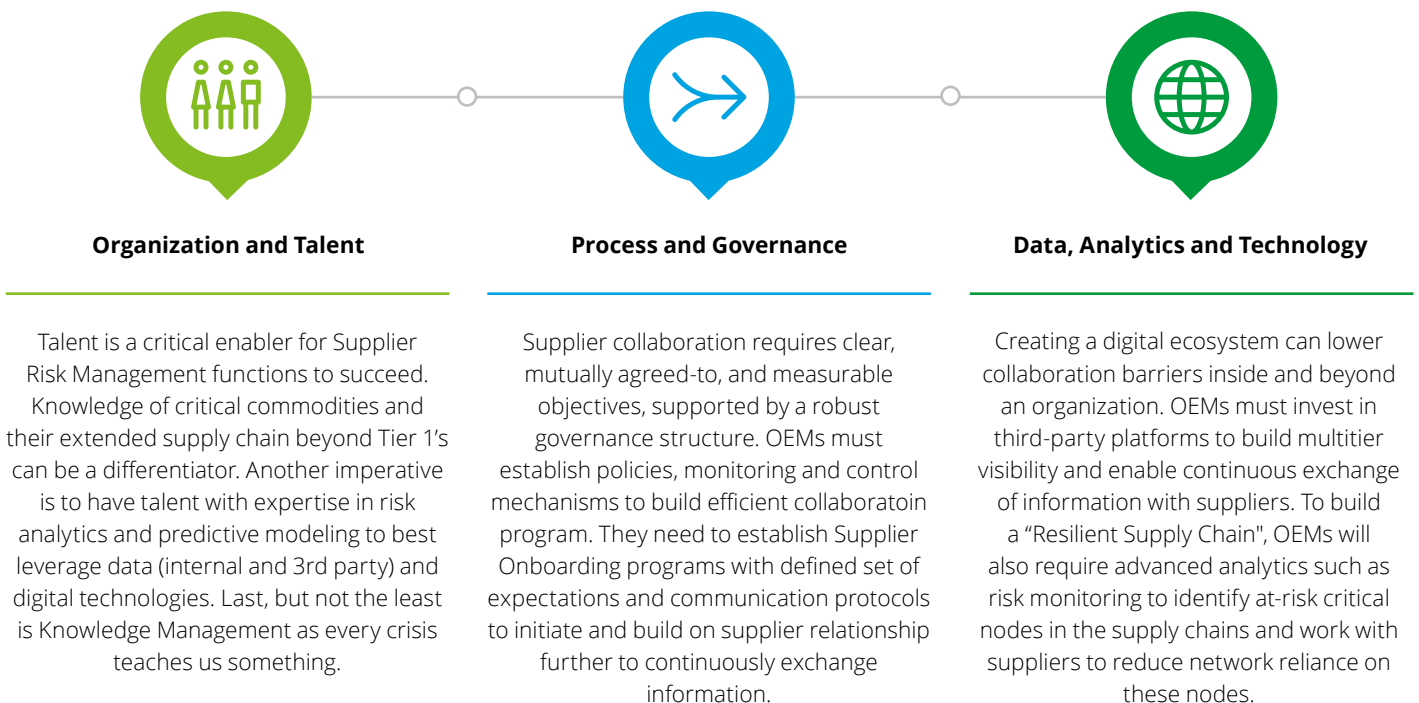 Organization and Talent
Talent is a critical enabler for Supplier
Risk Management functions to succeed.
Knowledge of critical commodities and
their extended supply chain beyond Tier 1's
can be a differentiator. Another imperative
is to have talent with expertise in risk
analytics and predictive modeling to best
leverage data (internal and 3rd party) and
digital technologies. Last, but not the least
is Knowledge Management as every crisis
teaches us something.
Process and Governance
Supplier collaboration requires clear,
mutually agreed-to, and measurable
objectives, supported by a robust
governance structure. OEMs must
establish policies, monitoring and control
mechanisms to build efficient collaboratoin
program. They need to establish Supplier
Onboarding programs with defined set of
expectations and communication protocols
to initiate and build on supplier relationship
further to continuously exchange
information.
Data, Analytics and Technology
Creating a digital ecosystem can lower
collaboration barriers inside and beyond
an organization. OEMs must invest in
third-party platforms to build multitier
visibility and enable continuous exchange
of information with suppliers. To build
a “Resilient Supply Chain", OEMs will
also require advanced analytics such as
risk monitoring to identify at-risk critical
nodes in the supply chains and work with
suppliers to reduce network reliance on
these nodes.